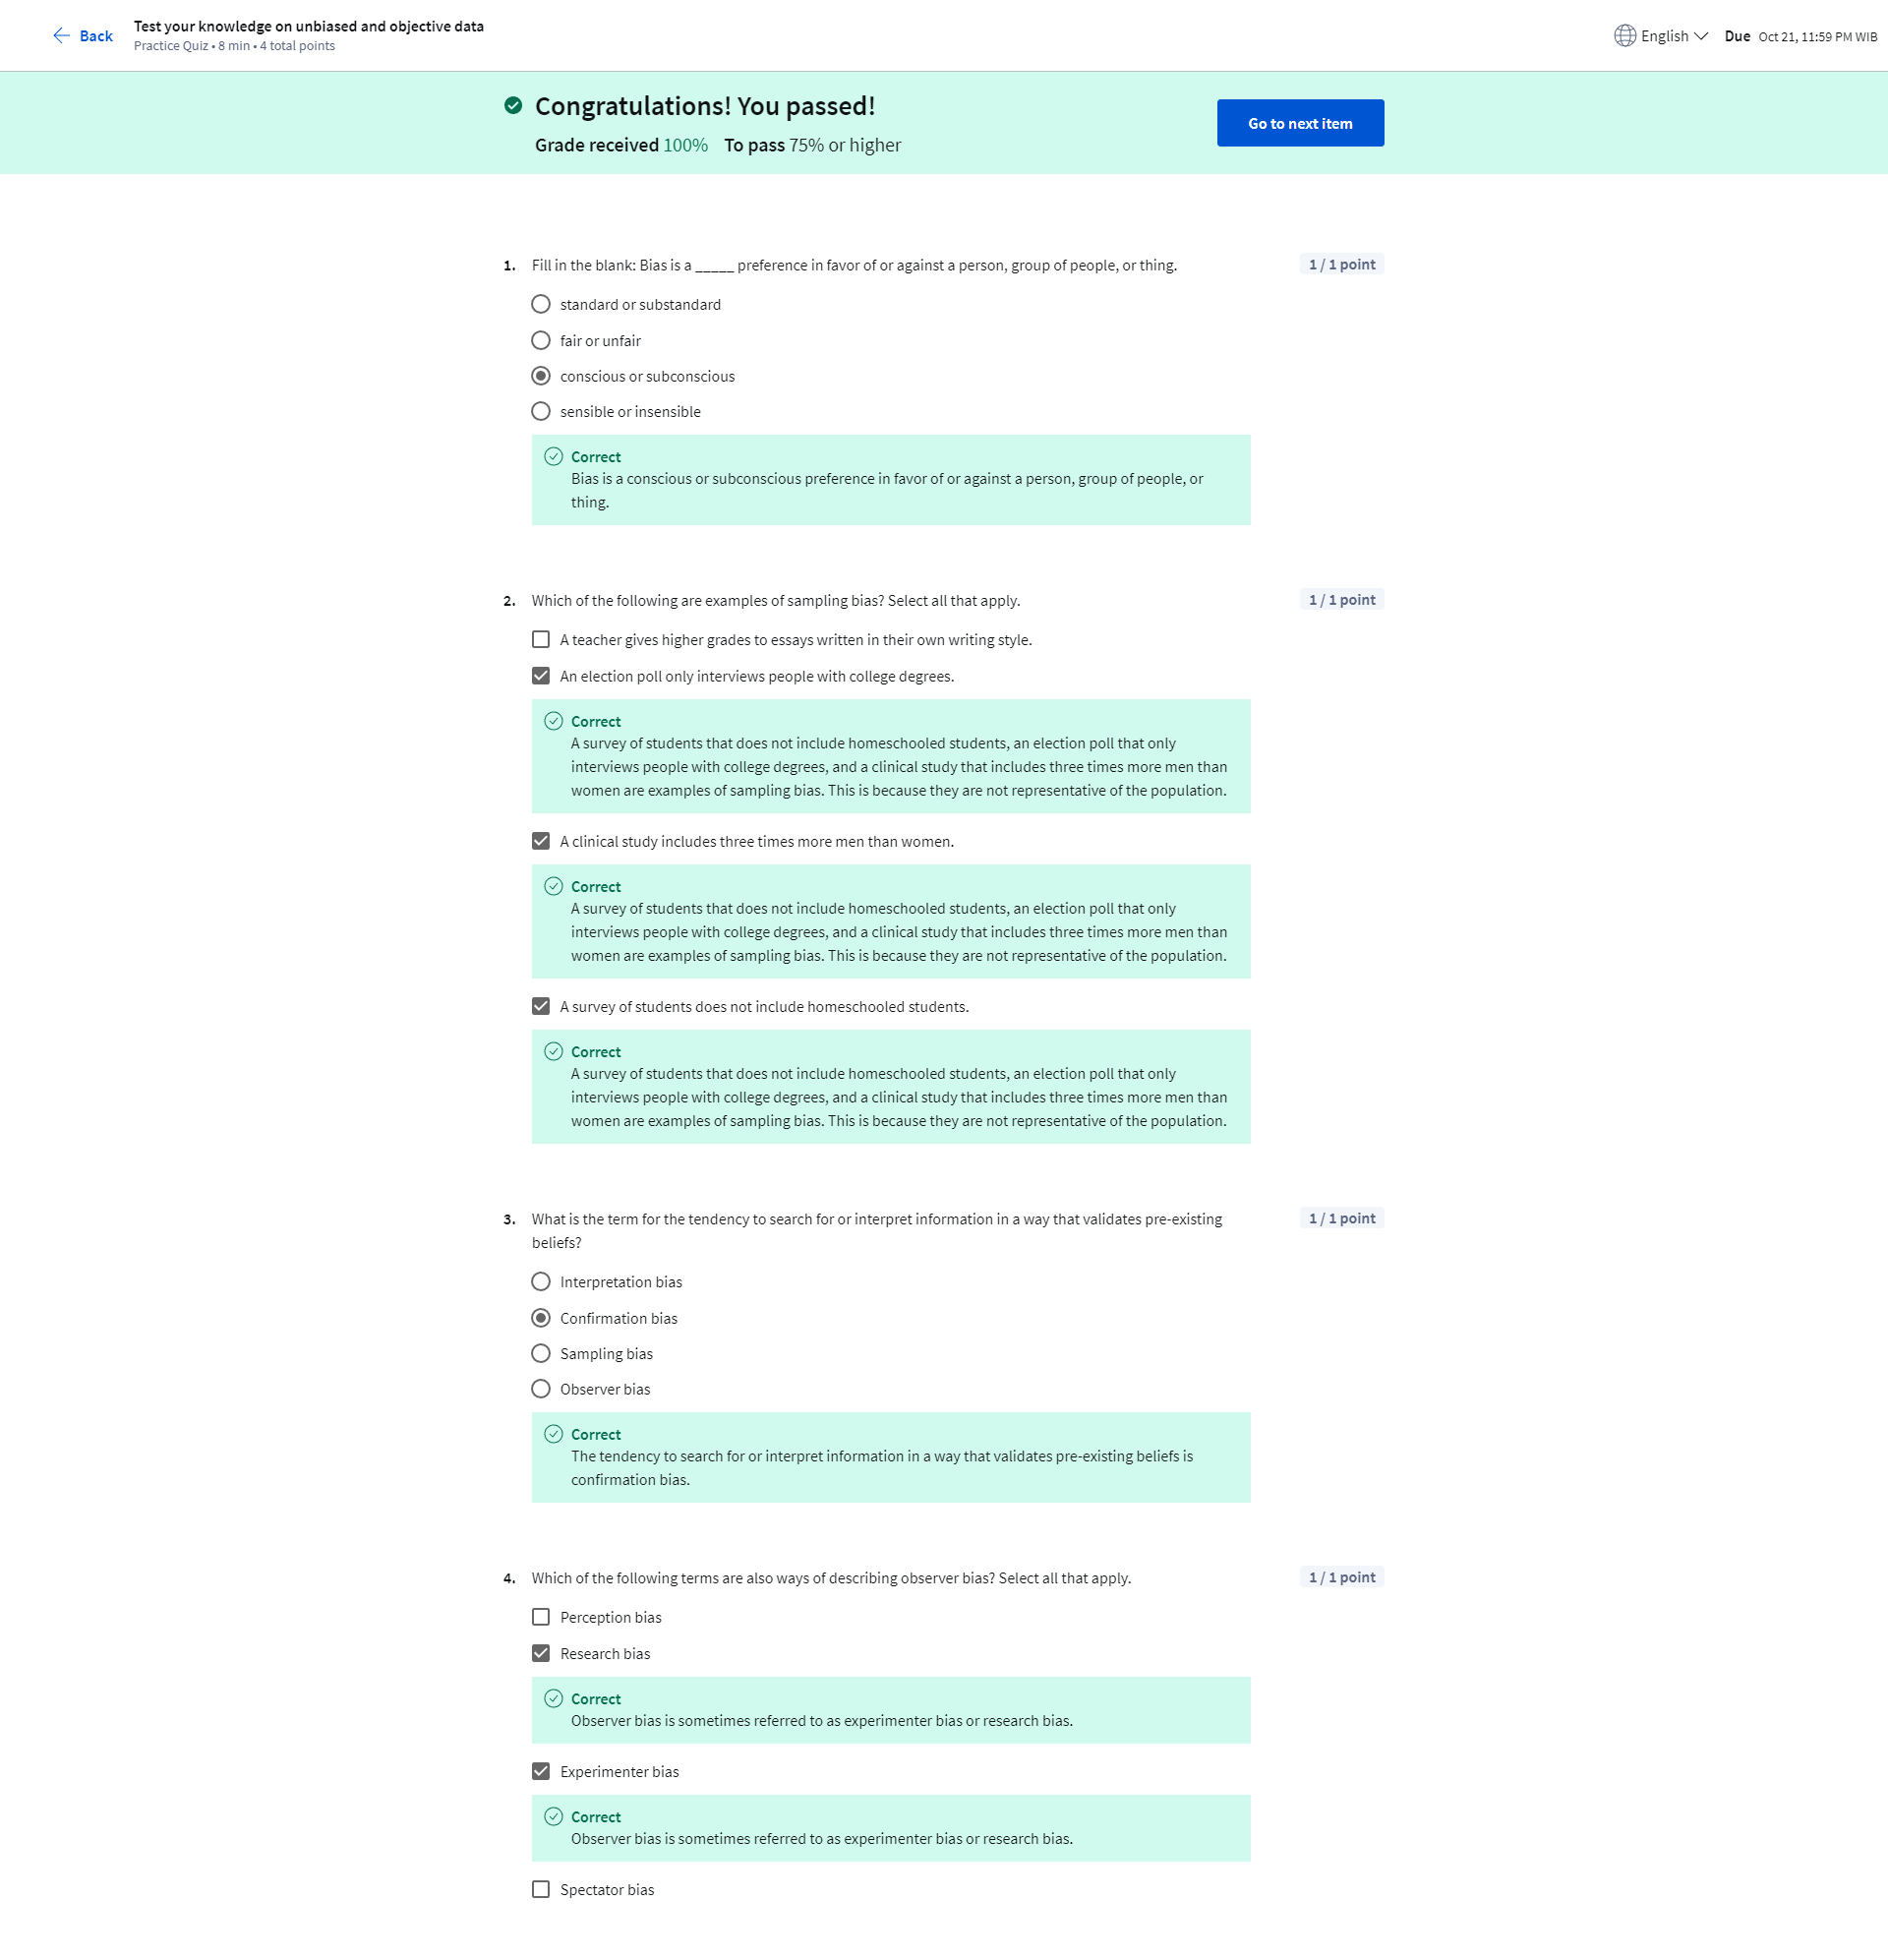 Back
Test your knowledge on unbiased and objective data
Practice Quiz • 8 min • 4 total points
English
Due Oct 21, 11:59 PM WIB
Congratulations! You passed!
Grade received 100% To pass 75% or higher
Go to next item
1. Fill in the blank: Bias is a _____ preference in favor of or against a person, group of people, or thing.
1 / 1 point
standard or substandard
fair or unfair
conscious or subconscious
sensible or insensible
Correct
Bias is a conscious or subconscious preference in favor of or against a person, group of people, or
thing.
2. Which of the following are examples of sampling bias? Select all that apply.
1 / 1 point
A teacher gives higher grades to essays written in their own writing style.
An election poll only interviews people with college degrees.
Correct
A survey of students that does not include homeschooled students, an election poll that only
interviews people with college degrees, and a clinical study that includes three times more men than
women are examples of sampling bias. This is because they are not representative of the population.
A clinical study includes three times more men than women.
Correct
A survey of students that does not include homeschooled students, an election poll that only
interviews people with college degrees, and a clinical study that includes three times more men than
women are examples of sampling bias. This is because they are not representative of the population.
A survey of students does not include homeschooled students.
Correct
A survey of students that does not include homeschooled students, an election poll that only
interviews people with college degrees, and a clinical study that includes three times more men than
women are examples of sampling bias. This is because they are not representative of the population.
3. What is the term for the tendency to search for or interpret information in a way that validates pre-existing
beliefs?
1 / 1 point
Interpretation bias
Confirmation bias
Sampling bias
Observer bias
Correct
The tendency to search for or interpret information in a way that validates pre-existing beliefs is
confirmation bias.
4. Which of the following terms are also ways of describing observer bias? Select all that apply.
1 / 1 point
Perception bias
Research bias
Correct
Observer bias is sometimes referred to as experimenter bias or research bias.
Experimenter bias
Correct
Observer bias is sometimes referred to as experimenter bias or research bias.
Spectator bias